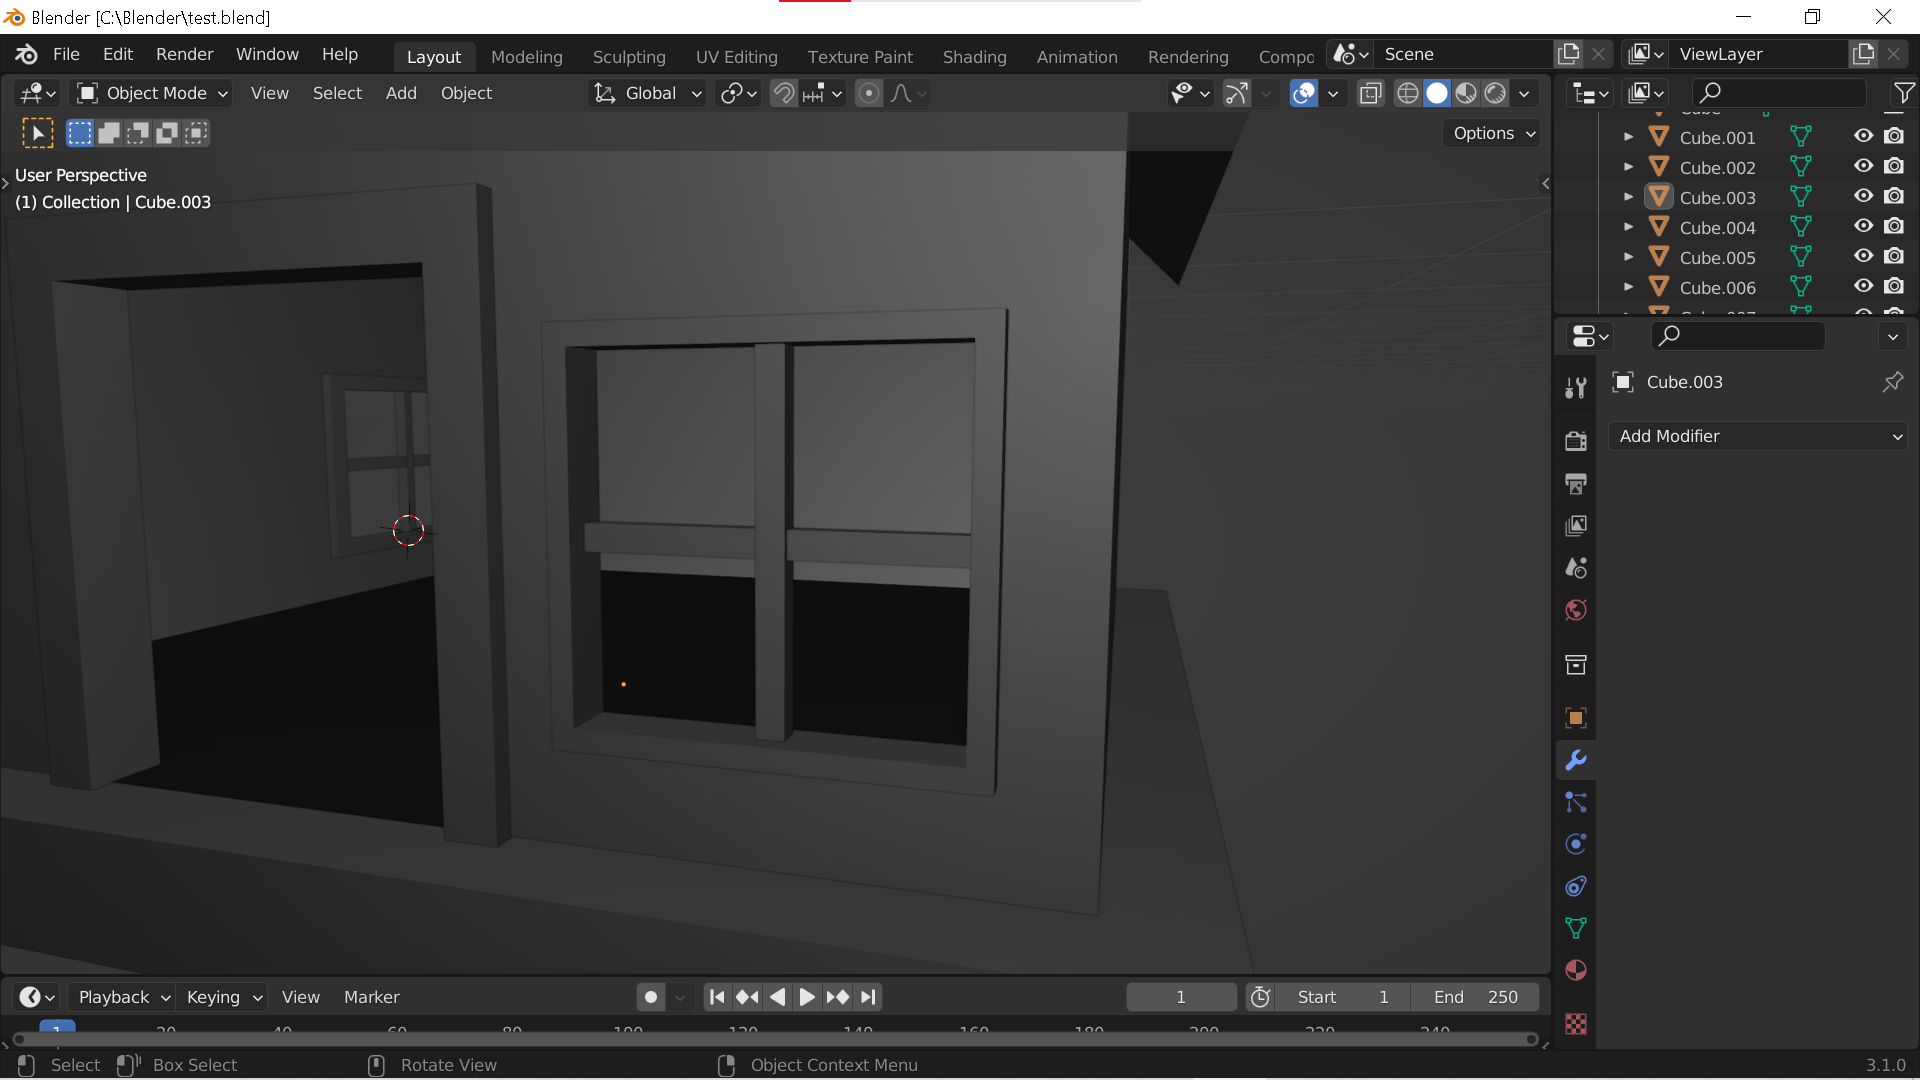 Blender [C:\Blender\test.blend]
File Edit Render Window Help Layout Modeling Sculpting UV Editing Texture Paint Shading Animation Rendering Compo Scene ViewLayer
Object Mode View Select Add Object Global
Options
User Perspective
(1) Collection | Cube.003
Cube
Cube.001
Cube.002
Cube.003
Cube.004
Cube.005
Cube.006
Cube.007
Cube.003
Add Modifier
Playback Keying View Marker 1 Start 1 End 250
1 20 40 60 80 100 120 140 160 180 200 220 240
Select Box Select Rotate View Object Context Menu 3.1.0